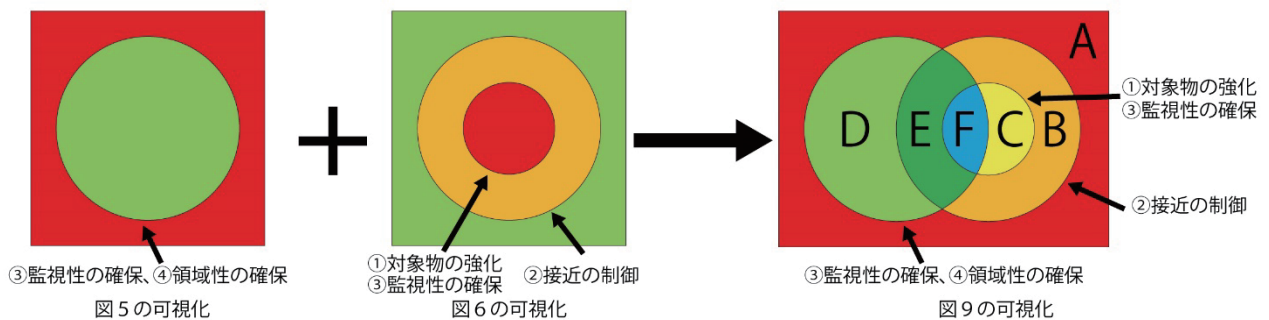 ③監視性の確保、④領域性の確保
図5の可視化
①対象物の強化
③監視性の確保
②接近の制御
図6の可視化
A
D
E
F
C
B
①対象物の強化
③監視性の確保
②接近の制御
③監視性の確保、④領域性の確保
図9の可視化